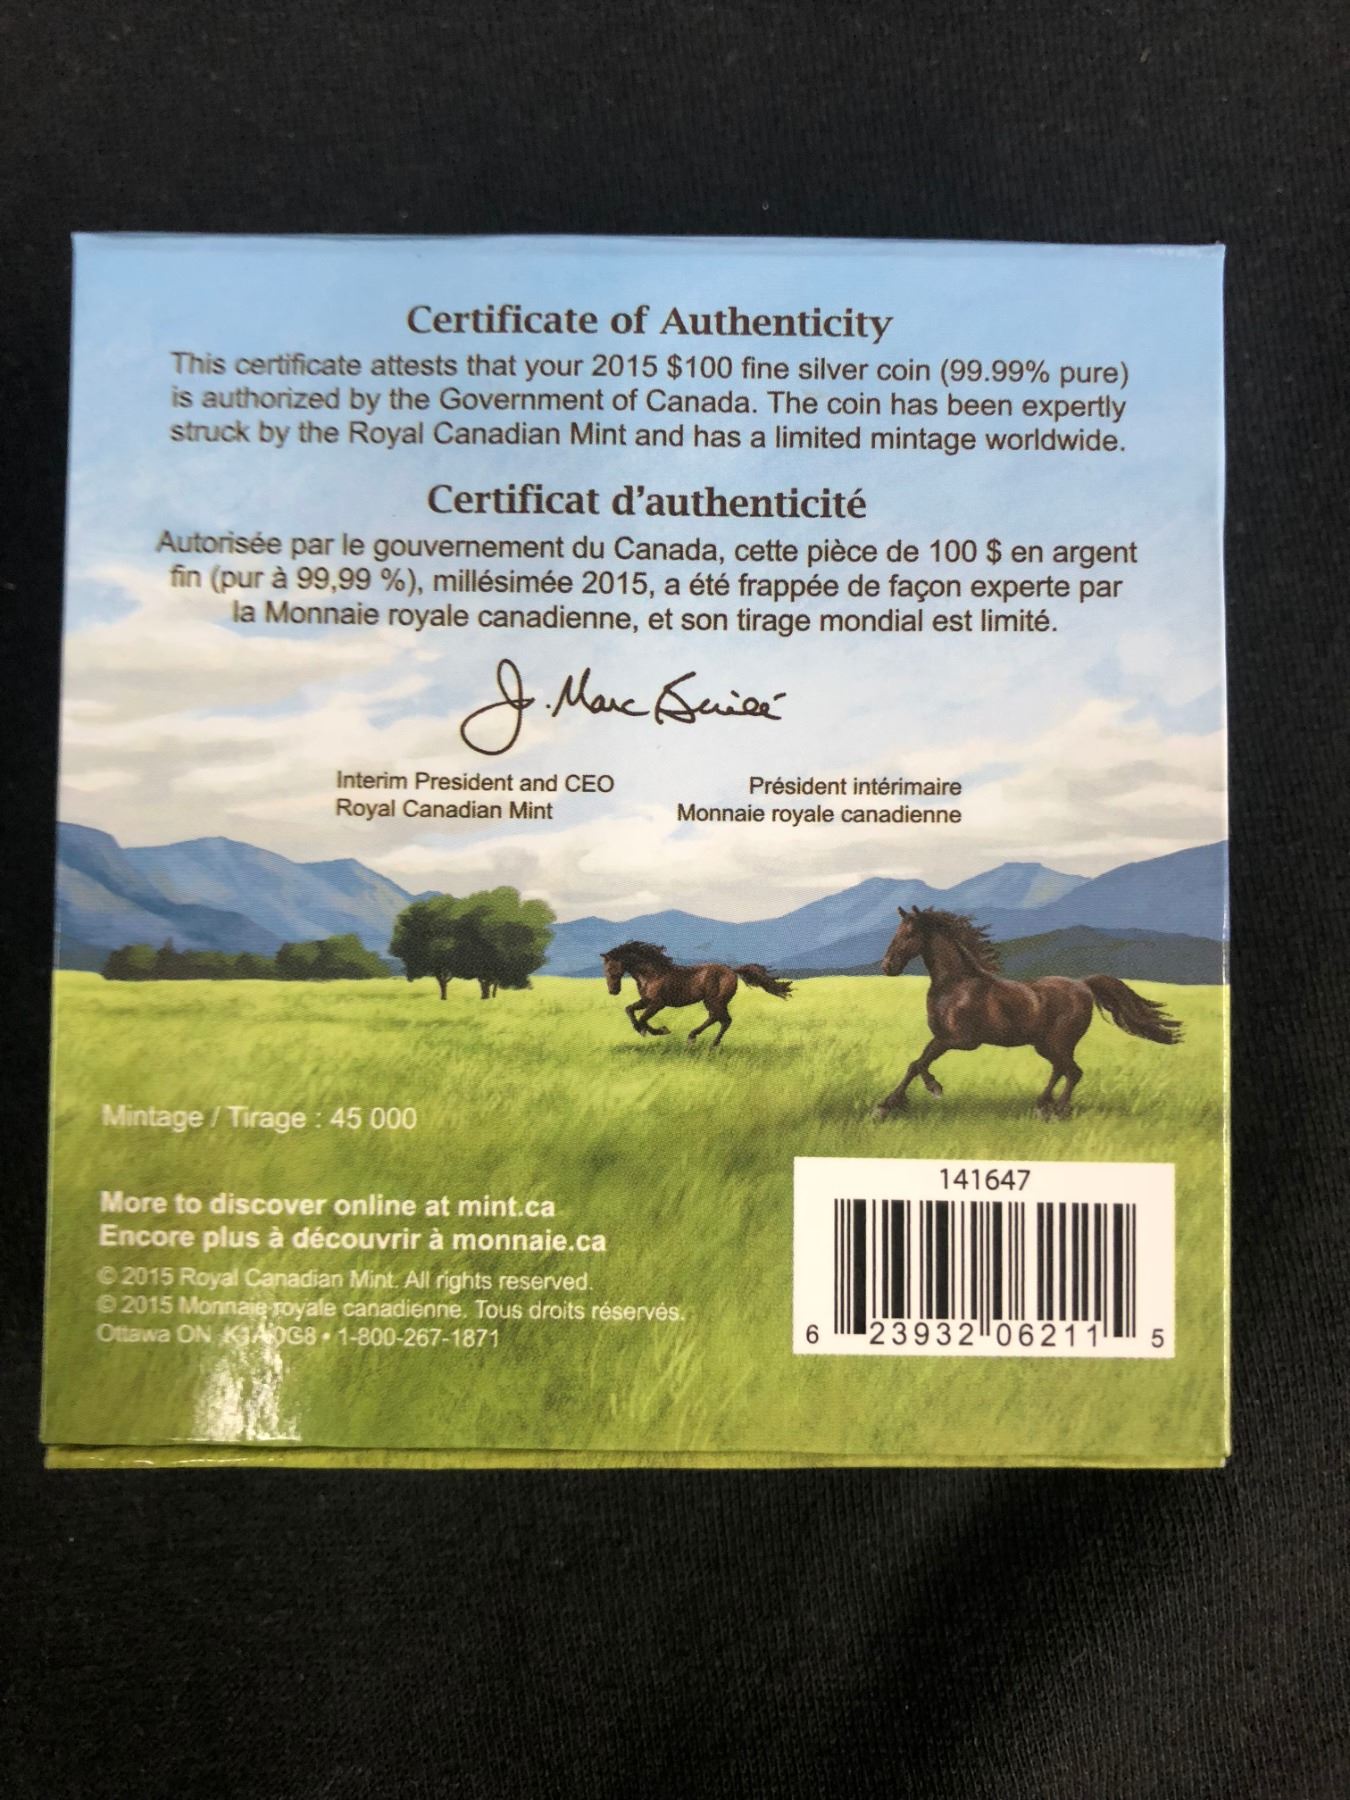 Certificate of Authenticity
This certificate attests that your 2015 $100 fine silver coin (99.99% pure)
is authorized by the Government of Canada. The coin has been expertly
struck by the Royal Canadian Mint and has a limited mintage worldwide.
Certificat d'authenticité
Autorisée par le gouvernement du Canada, cette pièce de 100 $ en argent
fin (pur à 99,99 %), millésimée 2015, a été frappée de façon experte par
la Monnaie royale canadienne, et son tirage mondial est limité.
J. Marc Brûlé
Interim President and CEO
Royal Canadian Mint
Président intérimaire
Monnaie royale canadienne
Mintage / Tirage : 45 000
More to discover online at mint.ca
Encore plus à découvrir à monnaie.ca
© 2015 Royal Canadian Mint. All rights reserved.
© 2015 Monnaie royale canadienne. Tous droits réservés.
Ottawa ON K1A 0G8 • 1-800-267-1871
141647
6 23932 06211 5